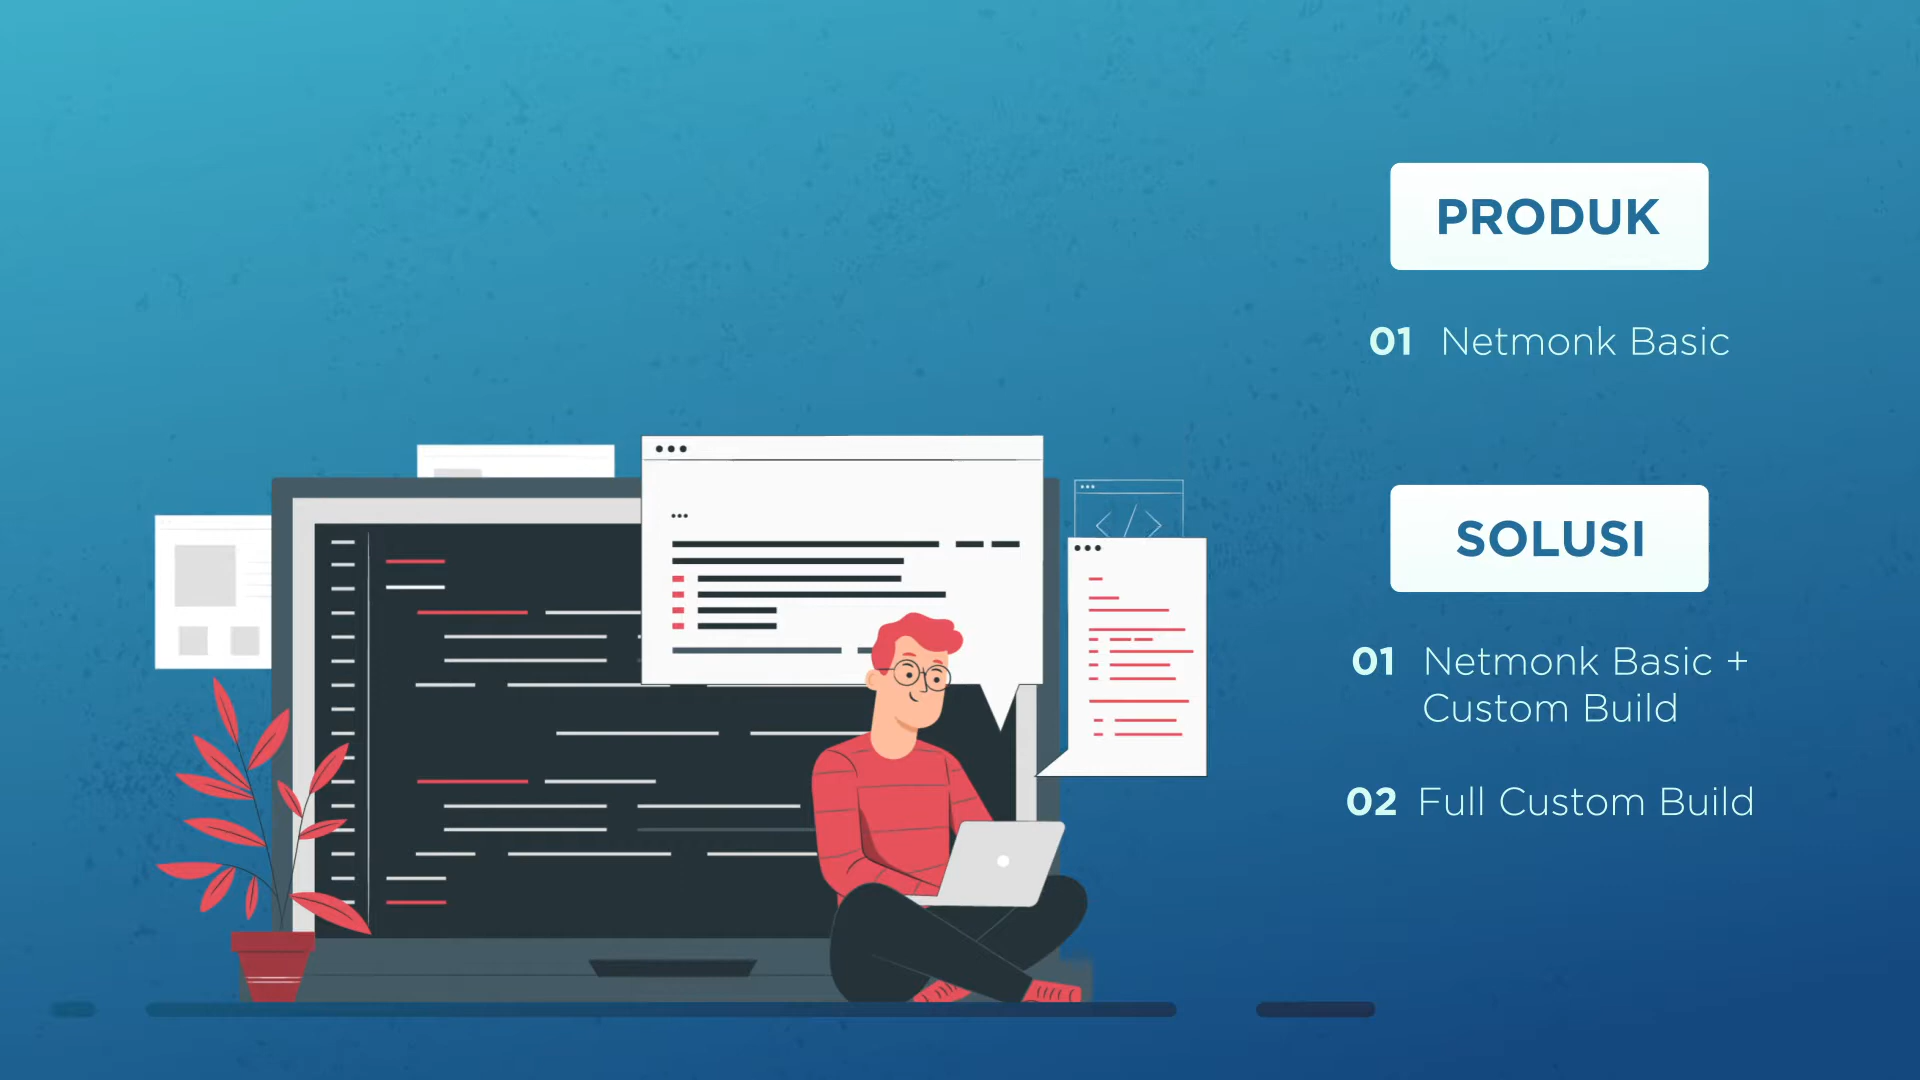 PRODUK
01 Netmonk Basic
SOLUSI
01 Netmonk Basic +
Custom Build
02 Full Custom Build